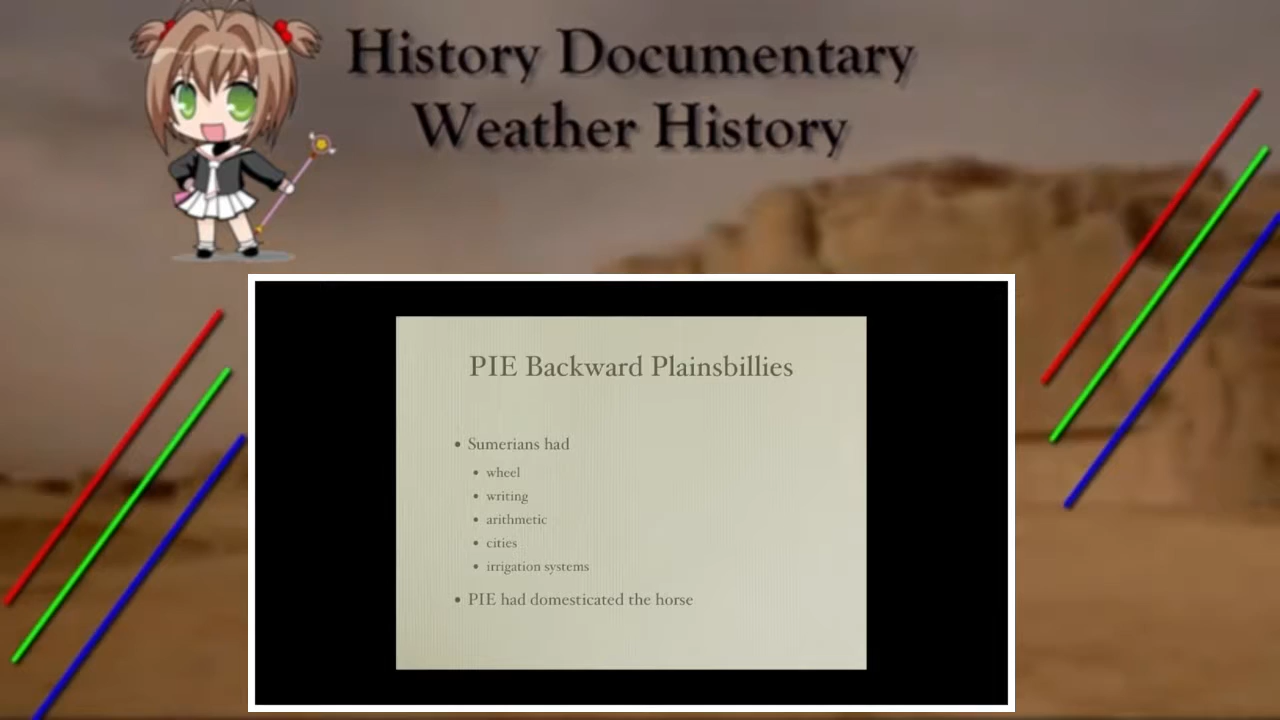 History Documentary
Weather History
PIE Backward Plainsbillies
• Sumerians had
• wheel
• writing
• arithmetic
• cities
• irrigation systems
• PIE had domesticated the horse